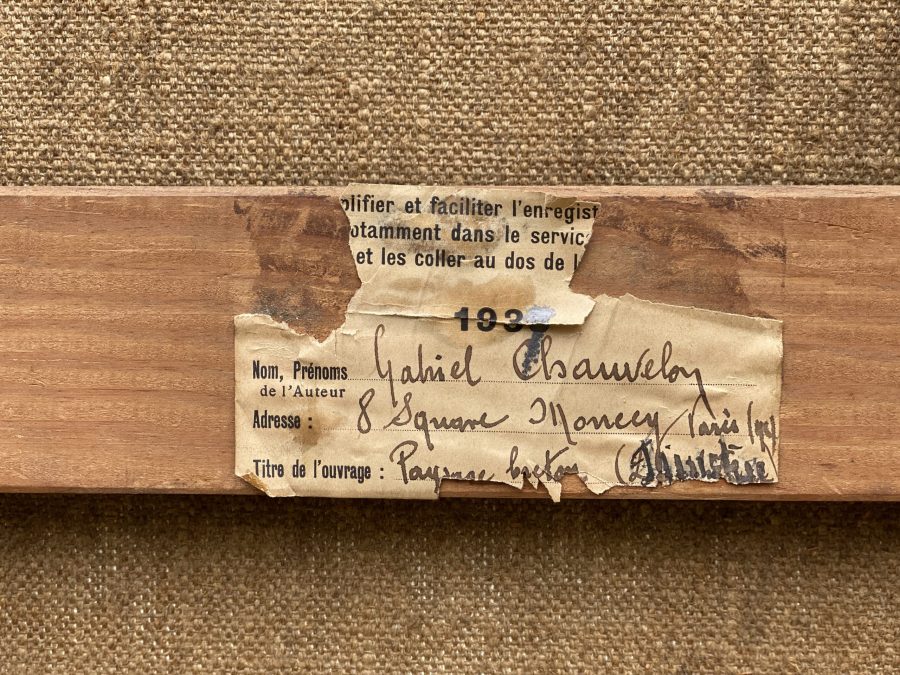 plifier et faciliter l'enregist
otamment dans le servic
et les coller au dos de l
193
Nom, Prénoms Gabriel Chauvelon
de l'Auteur
Adresse : 8 Square Moncey Paris
Titre de l'ouvrage : Paysage breton (Finistère